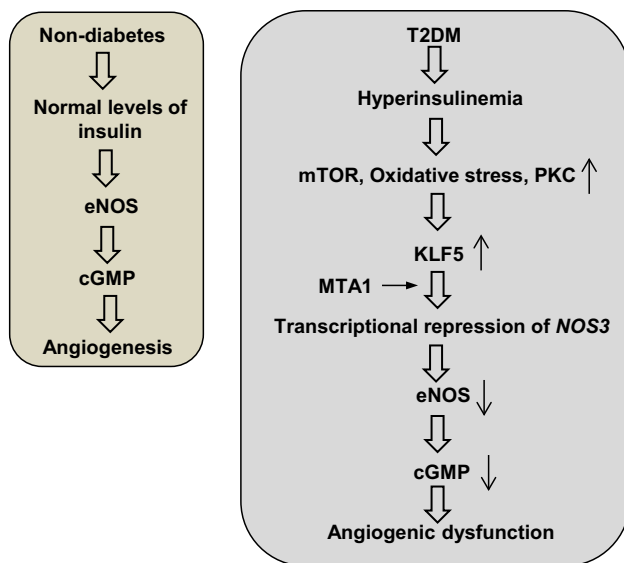 Non-diabetes
Normal levels of
insulin
eNOS
cGMP
Angiogenesis
T2DM
Hyperinsulinemia
mTOR, Oxidative stress, PKC
KLF5
MTA1
Transcriptional repression of NOS3
eNOS
cGMP
Angiogenic dysfunction